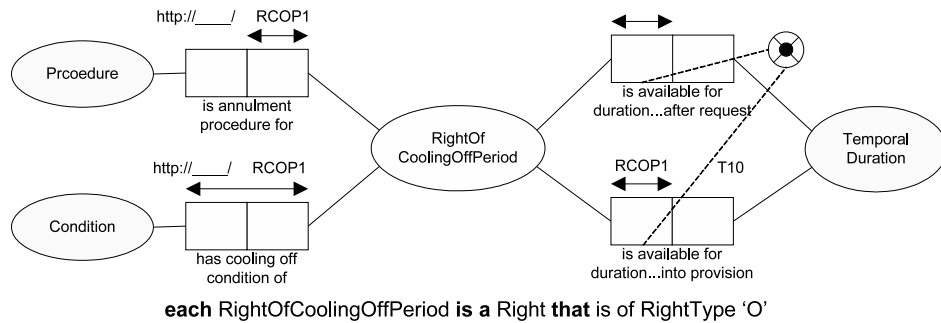 http://____/ RCOP1
Prcoedure
is annulment
procedure for
is available for
duration...after request
RightOf
CoolingOffPeriod
Temporal
Duration
http://____/ RCOP1
RCOP1
T10
Condition
has cooling off
condition of
is available for
duration...into provision
each RightOfCoolingOffPeriod is a Right that is of RightType ‘O’